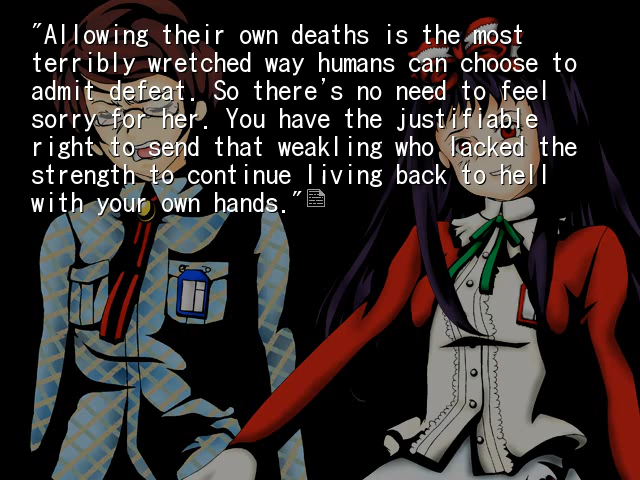 "Allowing their own deaths is the most
terribly wretched way humans can choose to
admit defeat. So there's no need to feel
sorry for her. You have the justifiable
right to send that weakling who lacked the
strength to continue living back to hell
with your own hands."